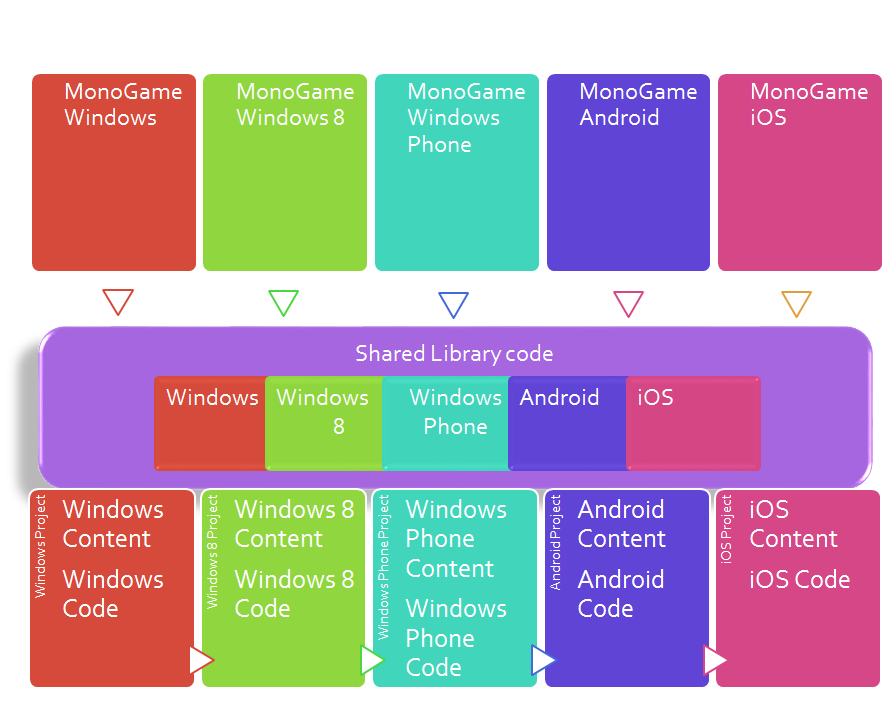 MonoGame
Windows
MonoGame
Windows 8
MonoGame
Windows
Phone
MonoGame
Android
MonoGame
iOS
Shared Library code
Windows
Windows
8
Windows
Phone
Android
iOS
Windows Project
Windows
Content
Windows
Code
Windows 8 Project
Windows 8
Content
Windows 8
Code
Windows Phone Project
Windows
Phone
Content
Windows
Phone
Code
Android Project
Android
Content
Android
Code
iOS Project
iOS
Content
iOS Code